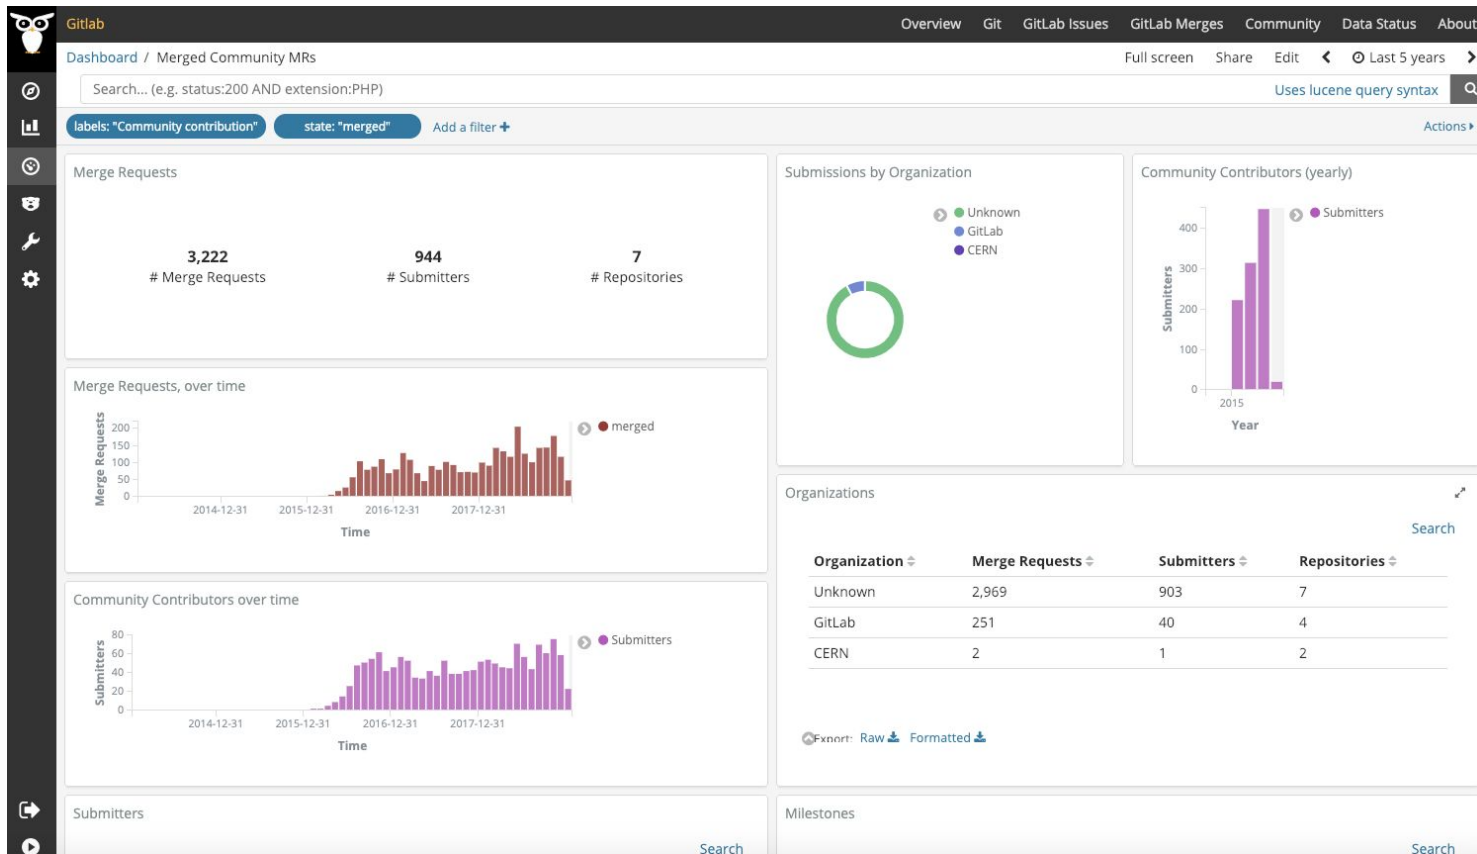 Gitlab
Overview Git GitLab Issues GitLab Merges Community Data Status About
Dashboard / Merged Community MRs
Full screen Share Edit Last 5 years
Search... (e.g. status:200 AND extension:PHP)
Uses lucene query syntax
labels: "Community contribution" state: "merged" Add a filter +
Actions
Merge Requests
3,222 944 7
# Merge Requests # Submitters # Repositories
Submissions by Organization
Unknown
GitLab
CERN
Community Contributors (yearly)
Submitters
400
300
200
100
0
Submitters
2015
Year
Merge Requests, over time
merged
200
150
100
50
0
Merge Requests
2014-12-31 2015-12-31 2016-12-31 2017-12-31
Time
Organizations
Search
Organization Merge Requests Submitters Repositories
Unknown 2,969 903 7
GitLab 251 40 4
CERN 2 1 2
Export: Raw Formatted
Community Contributors over time
Submitters
80
60
40
20
0
Submitters
2014-12-31 2015-12-31 2016-12-31 2017-12-31
Time
Submitters
Search
Milestones
Search